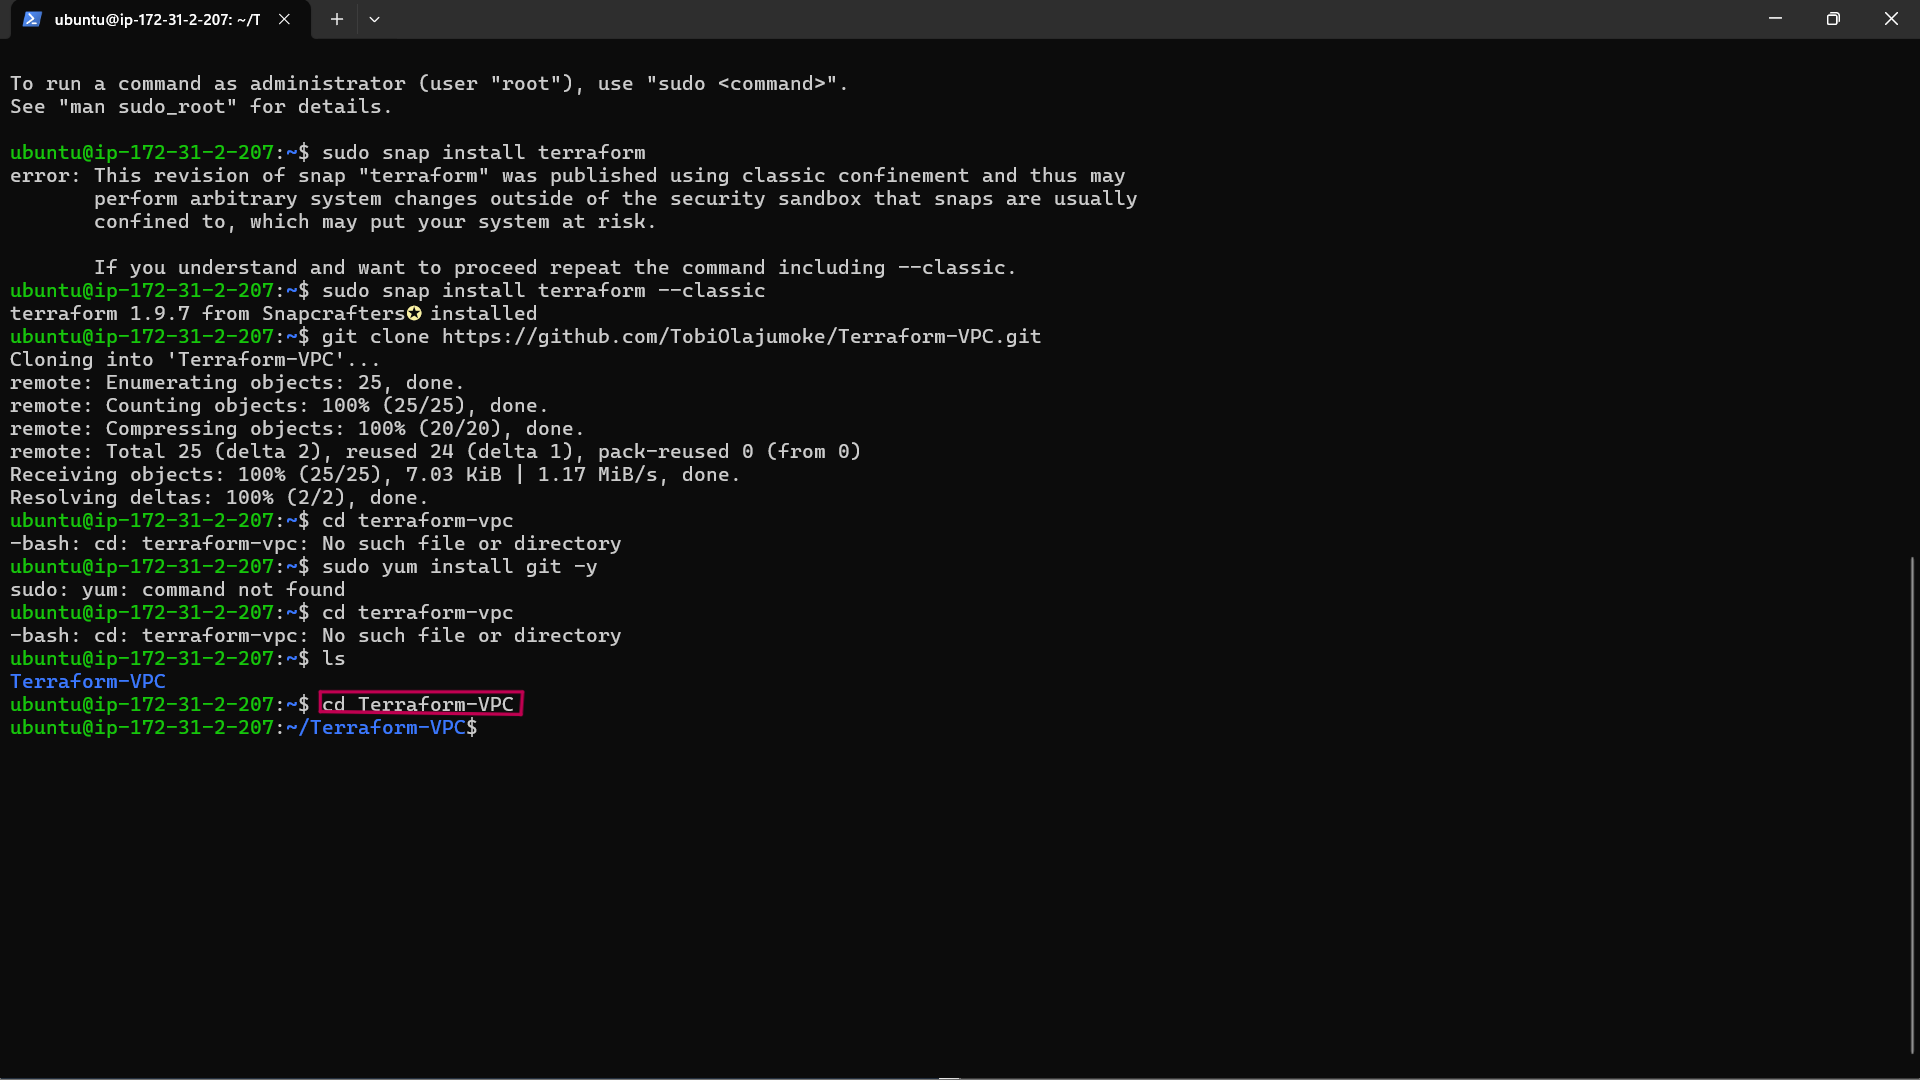 ubuntu@ip-172-31-2-207: ~/T
To run a command as administrator (user "root"), use "sudo <command>".
See "man sudo_root" for details.
ubuntu@ip-172-31-2-207:~$ sudo snap install terraform
error: This revision of snap "terraform" was published using classic confinement and thus may
perform arbitrary system changes outside of the security sandbox that snaps are usually
confined to, which may put your system at risk.
If you understand and want to proceed repeat the command including --classic.
ubuntu@ip-172-31-2-207:~$ sudo snap install terraform --classic
terraform 1.9.7 from Snapcrafters✪ installed
ubuntu@ip-172-31-2-207:~$ git clone https://github.com/TobiOlajumoke/Terraform-VPC.git
Cloning into 'Terraform-VPC'...
remote: Enumerating objects: 25, done.
remote: Counting objects: 100% (25/25), done.
remote: Compressing objects: 100% (20/20), done.
remote: Total 25 (delta 2), reused 24 (delta 1), pack-reused 0 (from 0)
Receiving objects: 100% (25/25), 7.03 KiB | 1.17 MiB/s, done.
Resolving deltas: 100% (2/2), done.
ubuntu@ip-172-31-2-207:~$ cd terraform-vpc
-bash: cd: terraform-vpc: No such file or directory
ubuntu@ip-172-31-2-207:~$ sudo yum install git -y
sudo: yum: command not found
ubuntu@ip-172-31-2-207:~$ cd terraform-vpc
-bash: cd: terraform-vpc: No such file or directory
ubuntu@ip-172-31-2-207:~$ ls
Terraform-VPC
ubuntu@ip-172-31-2-207:~$ cd Terraform-VPC
ubuntu@ip-172-31-2-207:~/Terraform-VPC$